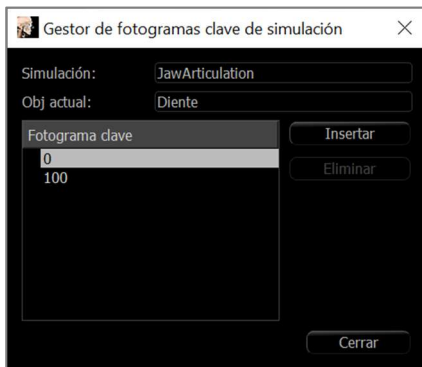 Gestor de fotogramas clave de simulación
Simulación: JawArticulation
Obj actual: Diente
Fotograma clave
Insertar
0
Eliminar
100
Cerrar